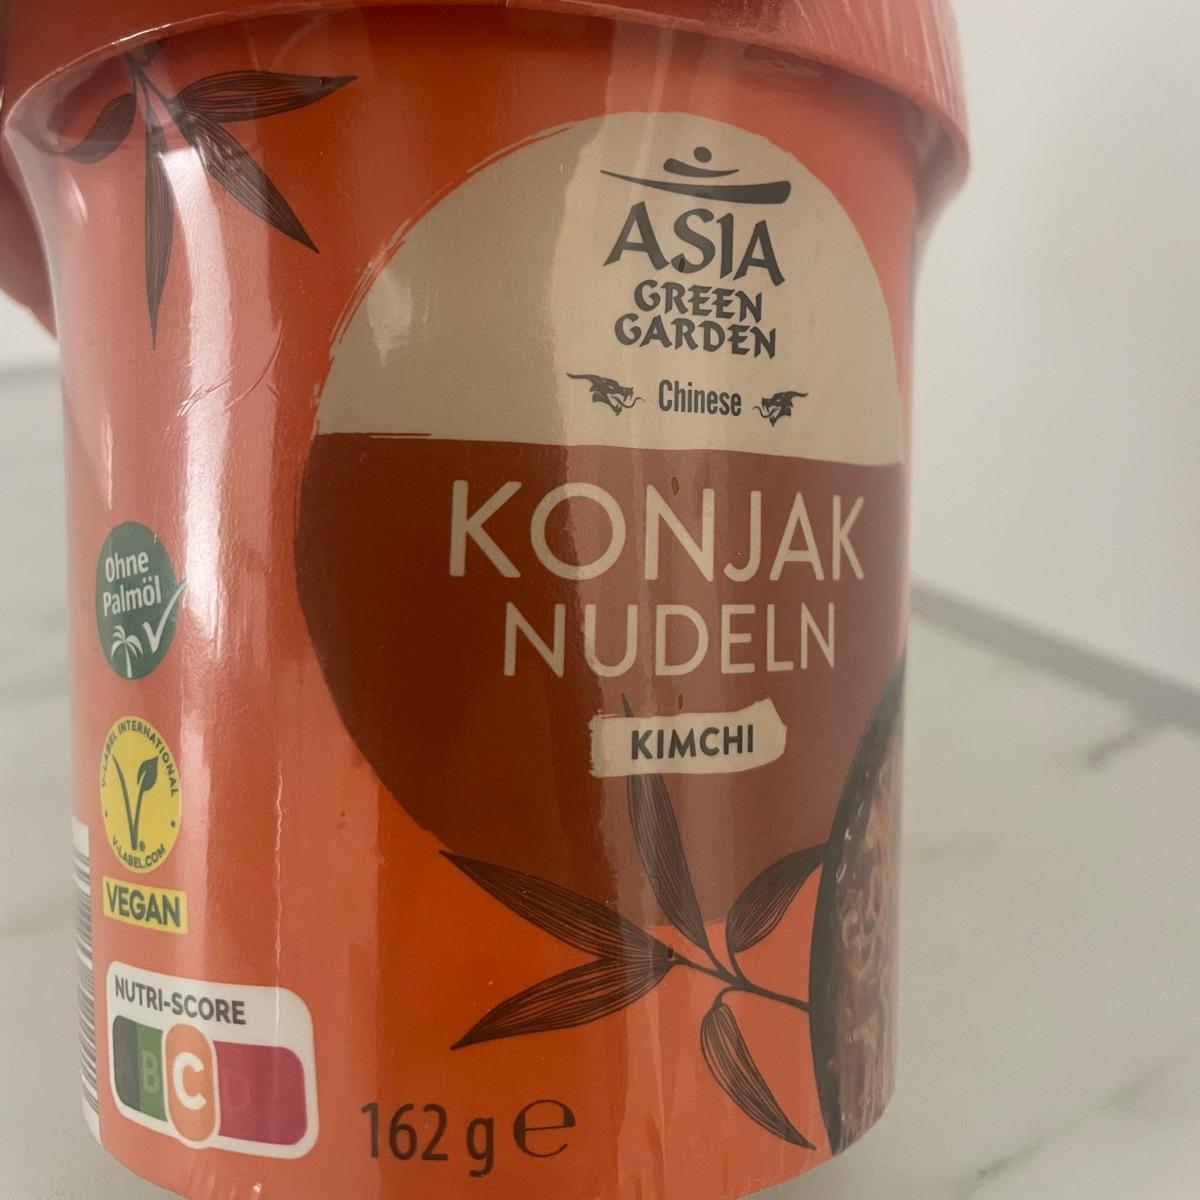 ASIA
GREEN
GARDEN
Chinese
KONJAK
NUDELN
KIMCHI
Ohne
Palmöl
V-LABEL INTERNATIONAL
V-LABEL.COM
VEGAN
NUTRI-SCORE
B C D
162 g e